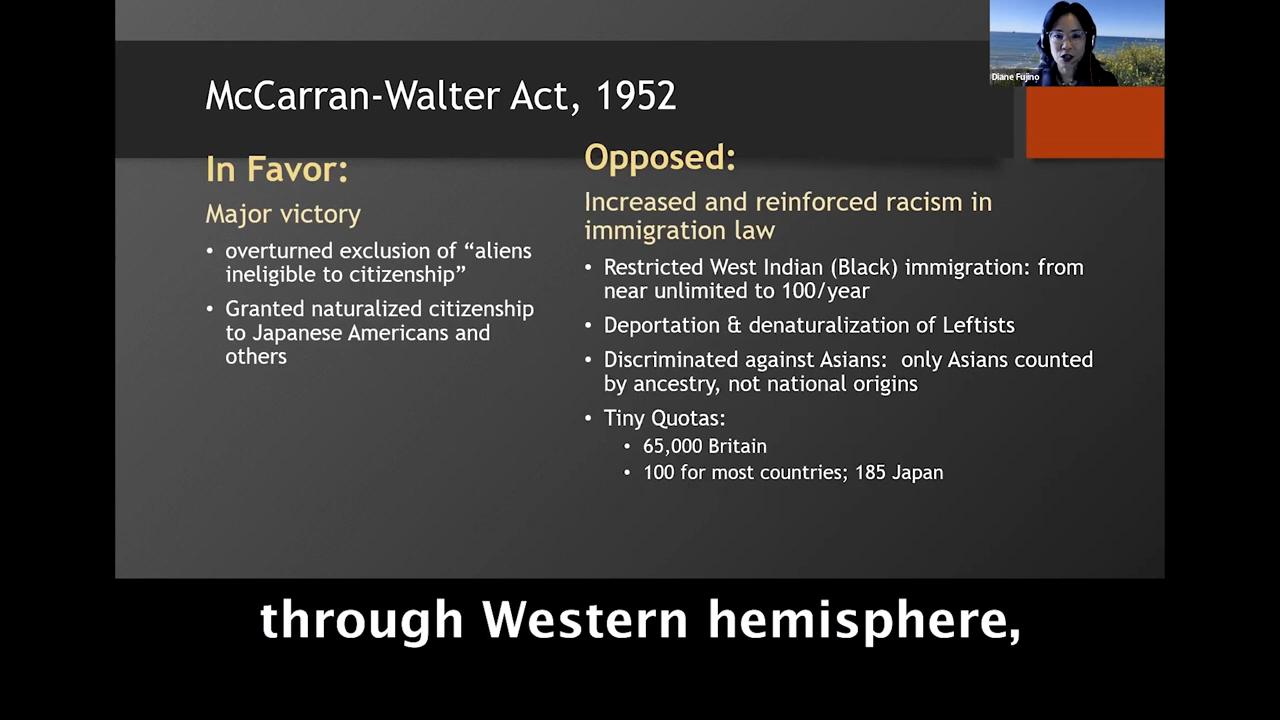 Diane Fujino
McCarran-Walter Act, 1952
In Favor:
Major victory
• overturned exclusion of “aliens
ineligible to citizenship”
• Granted naturalized citizenship
to Japanese Americans and
others
Opposed:
Increased and reinforced racism in
immigration law
• Restricted West Indian (Black) immigration: from
near unlimited to 100/year
• Deportation & denaturalization of Leftists
• Discriminated against Asians: only Asians counted
by ancestry, not national origins
• Tiny Quotas:
• 65,000 Britain
• 100 for most countries; 185 Japan
through Western hemisphere,